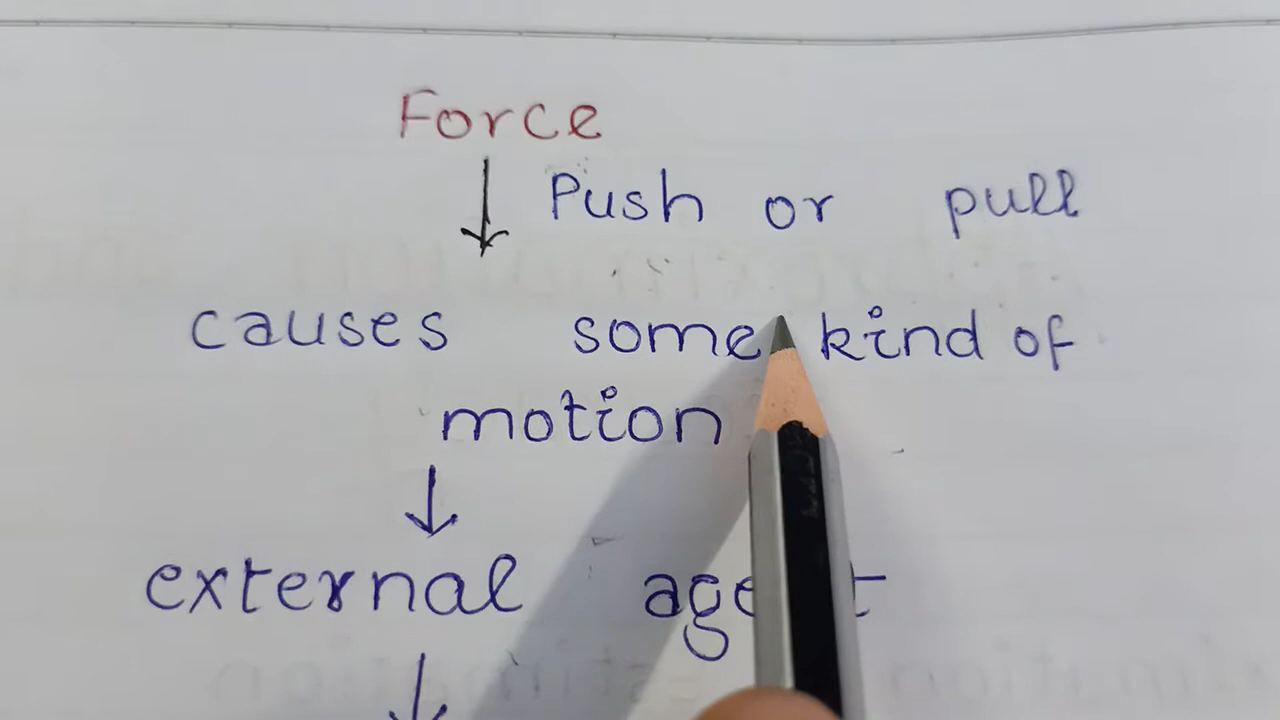 Force
Push or pull
causes some kind of
motion
external